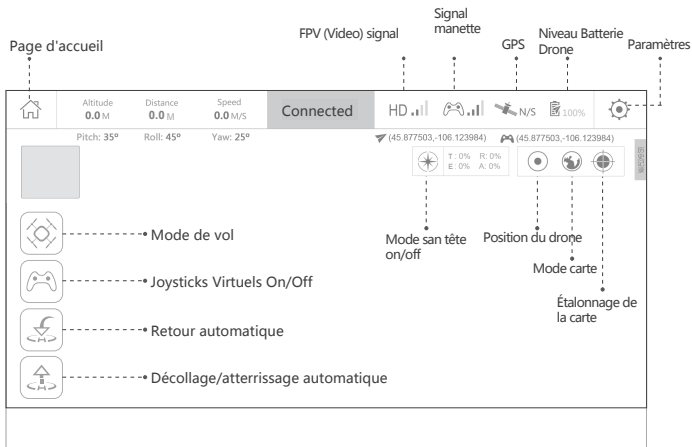 Page d'accueil
FPV (Video) signal
Signal
manette
GPS
Niveau Batterie
Drone
Paramètres
Altitude
0.0 M
Distance
0.0 M
Speed
0.0 M/S
Connected
HD
N/S
100%
Pitch: 35º
Roll: 45º
Yaw: 25º
(45.877503,-106.123984)
(45.877503,-106.123984)
T : 0% R: 0%
E : 0% A: 0%
Mode de vol
Joysticks Virtuels On/Off
Retour automatique
Décollage/atterrissage automatique
Mode san tête
on/off
Position du drone
Mode carte
Étalonnage de
la carte